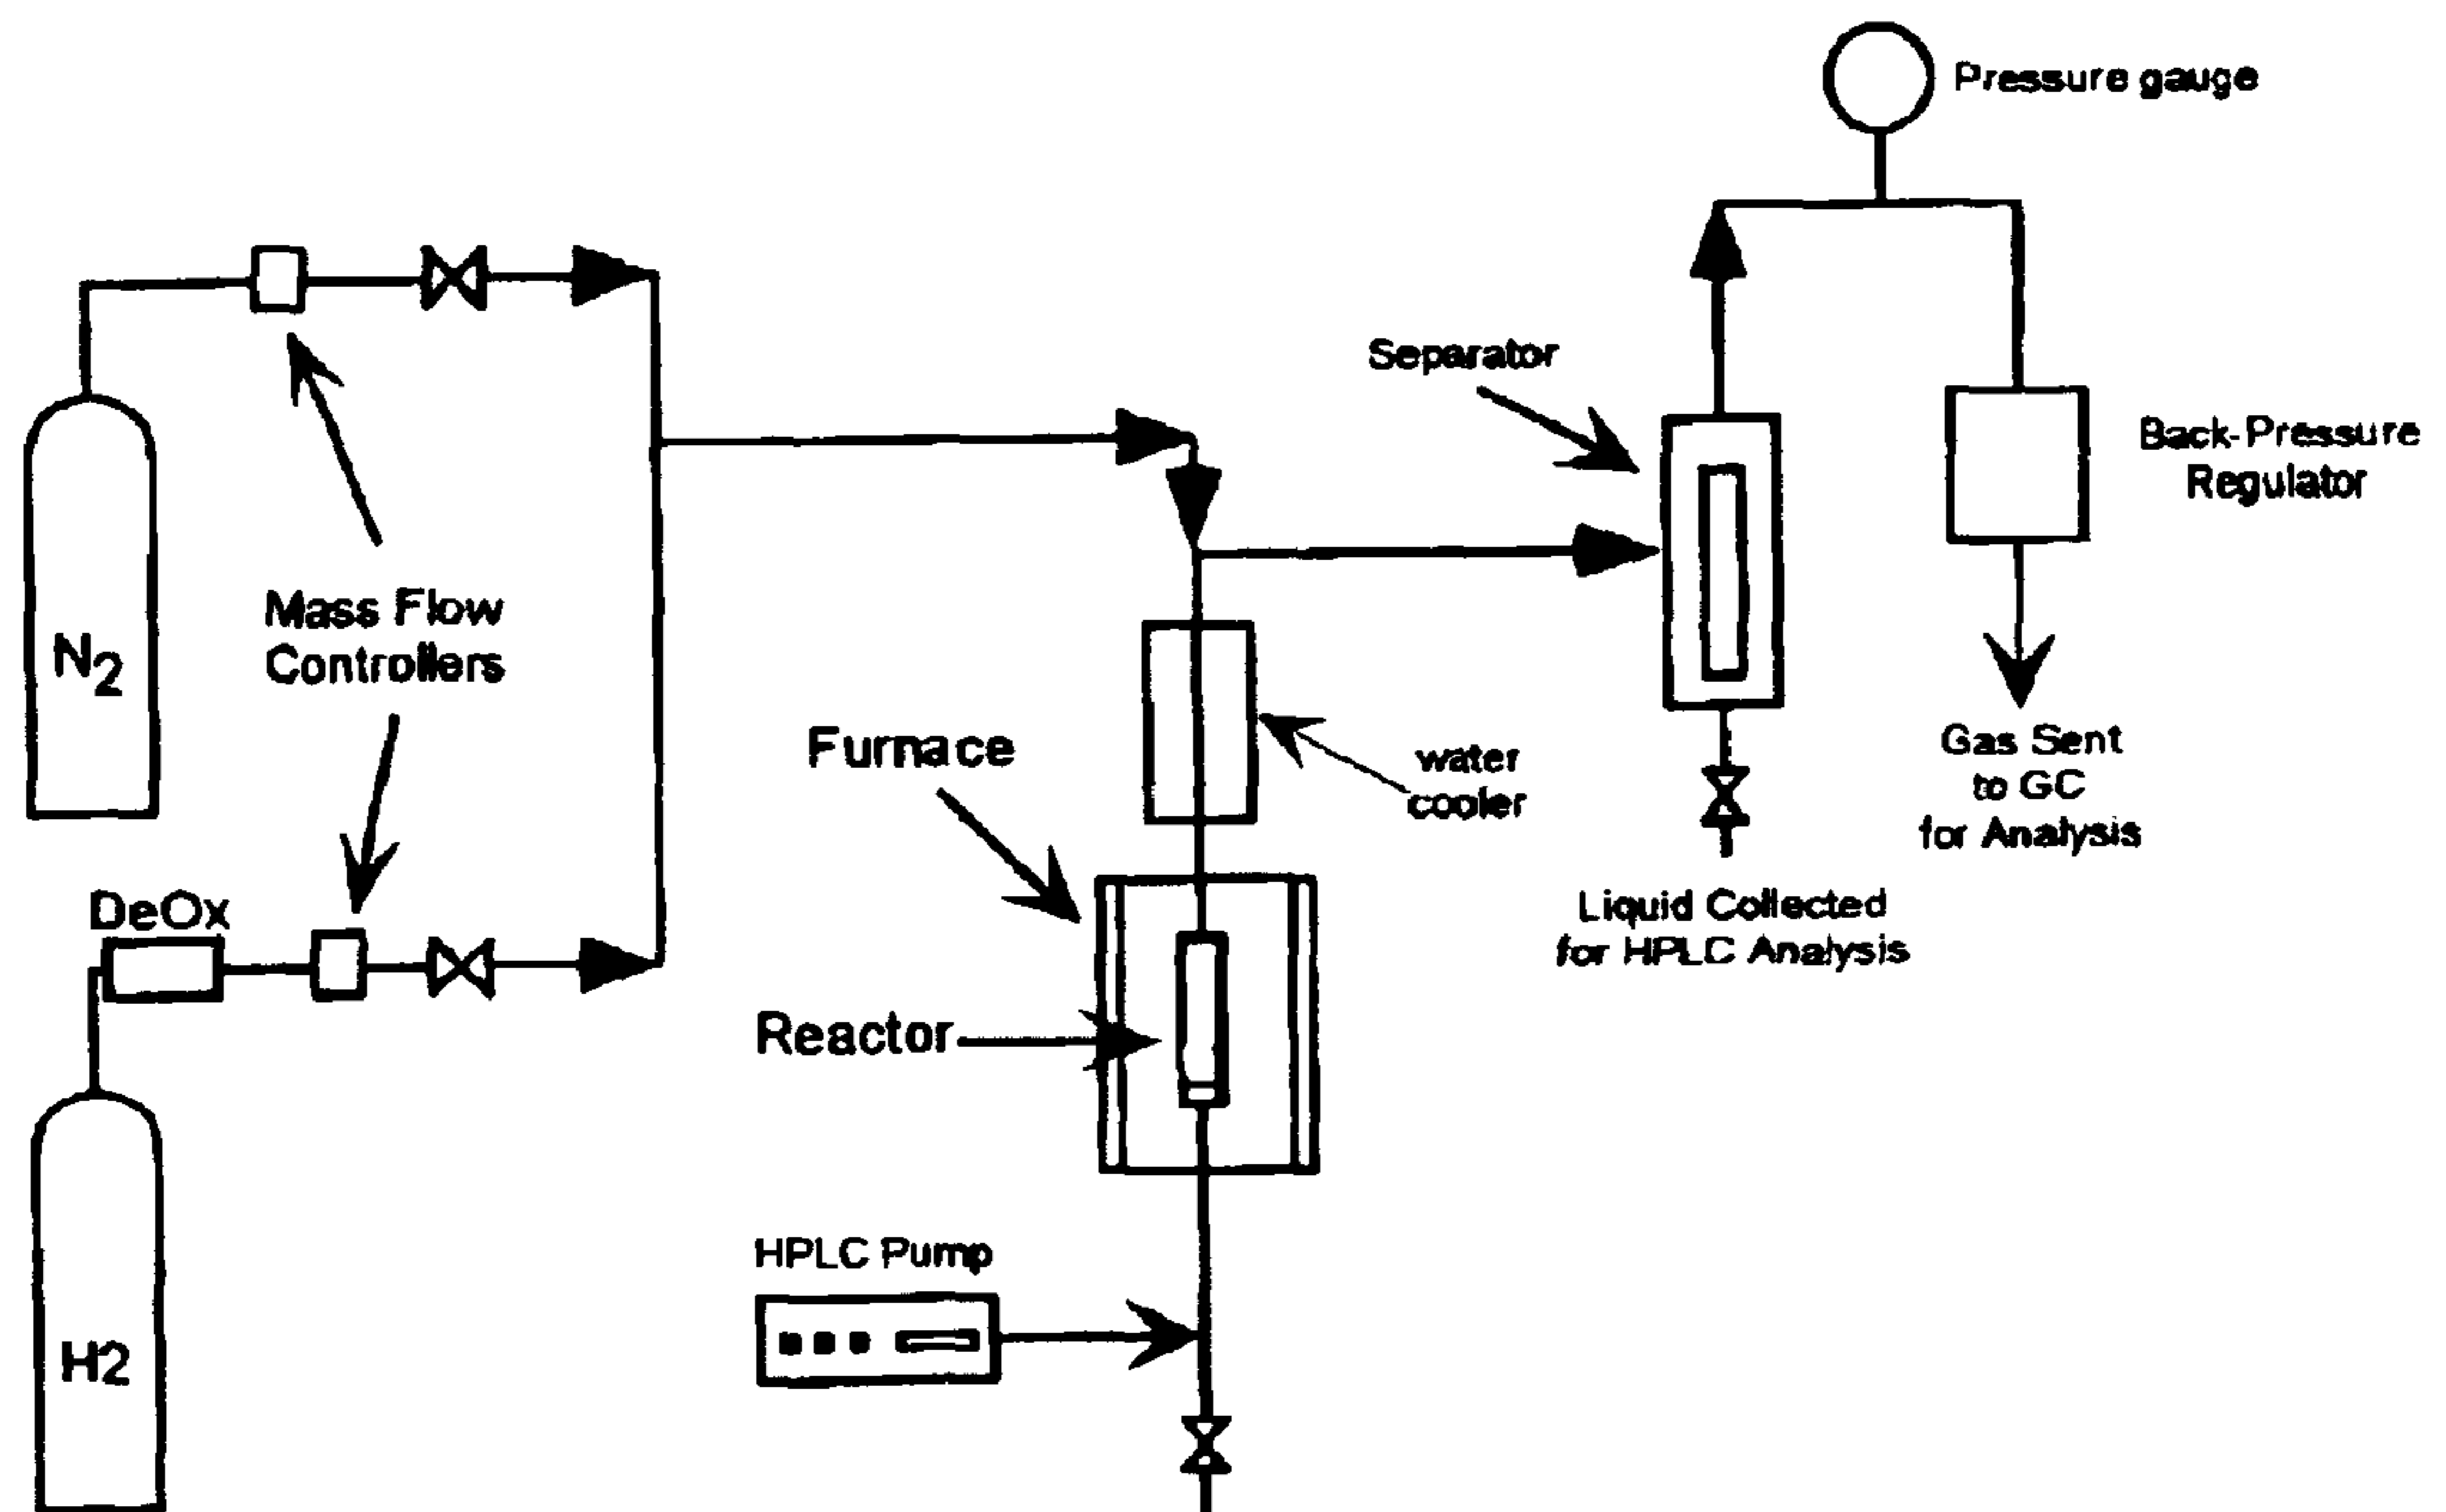 Pressure gauge
Separator
Back-Pressure
Regulator
N2
Mass Flow
Controllers
Furnace
water
cooler
Gas Sent
to GC
for Analysis
DeOx
Liquid Collected
for HPLC Analysis
Reactor
HPLC Pump
H2